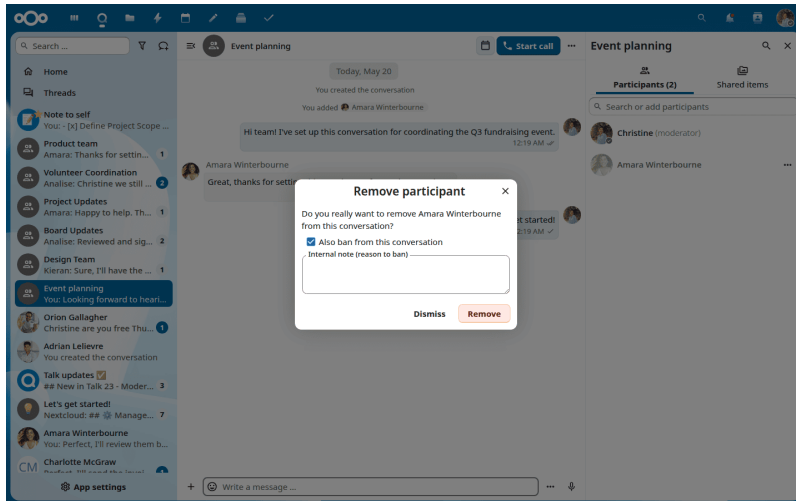 Search ...
Home
Threads
Note to self
You: - [x] Define Project Scope ...
Product team
Amara: Thanks for settin... 1
Volunteer Coordination
Analise: Christine we still ... 2
Project Updates
Amara: Happy to help. Th... 1
Board Updates
Analise: Reviewed and sig... 2
Design Team
Kieran: Sure, I'll have the ... 1
Event planning
You: Looking forward to heari...
Orion Gallagher
Christine are you free Thu... 1
Adrian Lelievre
You created the conversation
Talk updates ✅
## New in Talk 23 - Moder... 3
Let's get started!
Nextcloud: ## ⚙️ Manage... 7
Amara Winterbourne
You: Perfect, I'll review them b...
CM
Charlotte McGraw
App settings
Event planning
Start call
Today, May 20
You created the conversation
You added Amara Winterbourne
Hi team! I've set up this conversation for coordinating the Q3 fundraising event.
12:19 AM
Amara Winterbourne
Great, thanks for
et started!
2:19 AM
Write a message ...
Remove participant
Do you really want to remove Amara Winterbourne
from this conversation?
Also ban from this conversation
Internal note (reason to ban)
Dismiss
Remove
Event planning
Participants (2)
Shared items
Search or add participants
Christine (moderator)
Amara Winterbourne